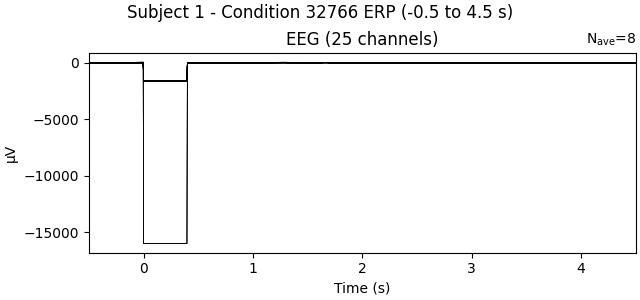 Subject 1 - Condition 32766 ERP (-0.5 to 4.5 s)
EEG (25 channels)
Nave=8
0
−5000
−10000
−15000
µV
0 1 2 3 4
Time (s)